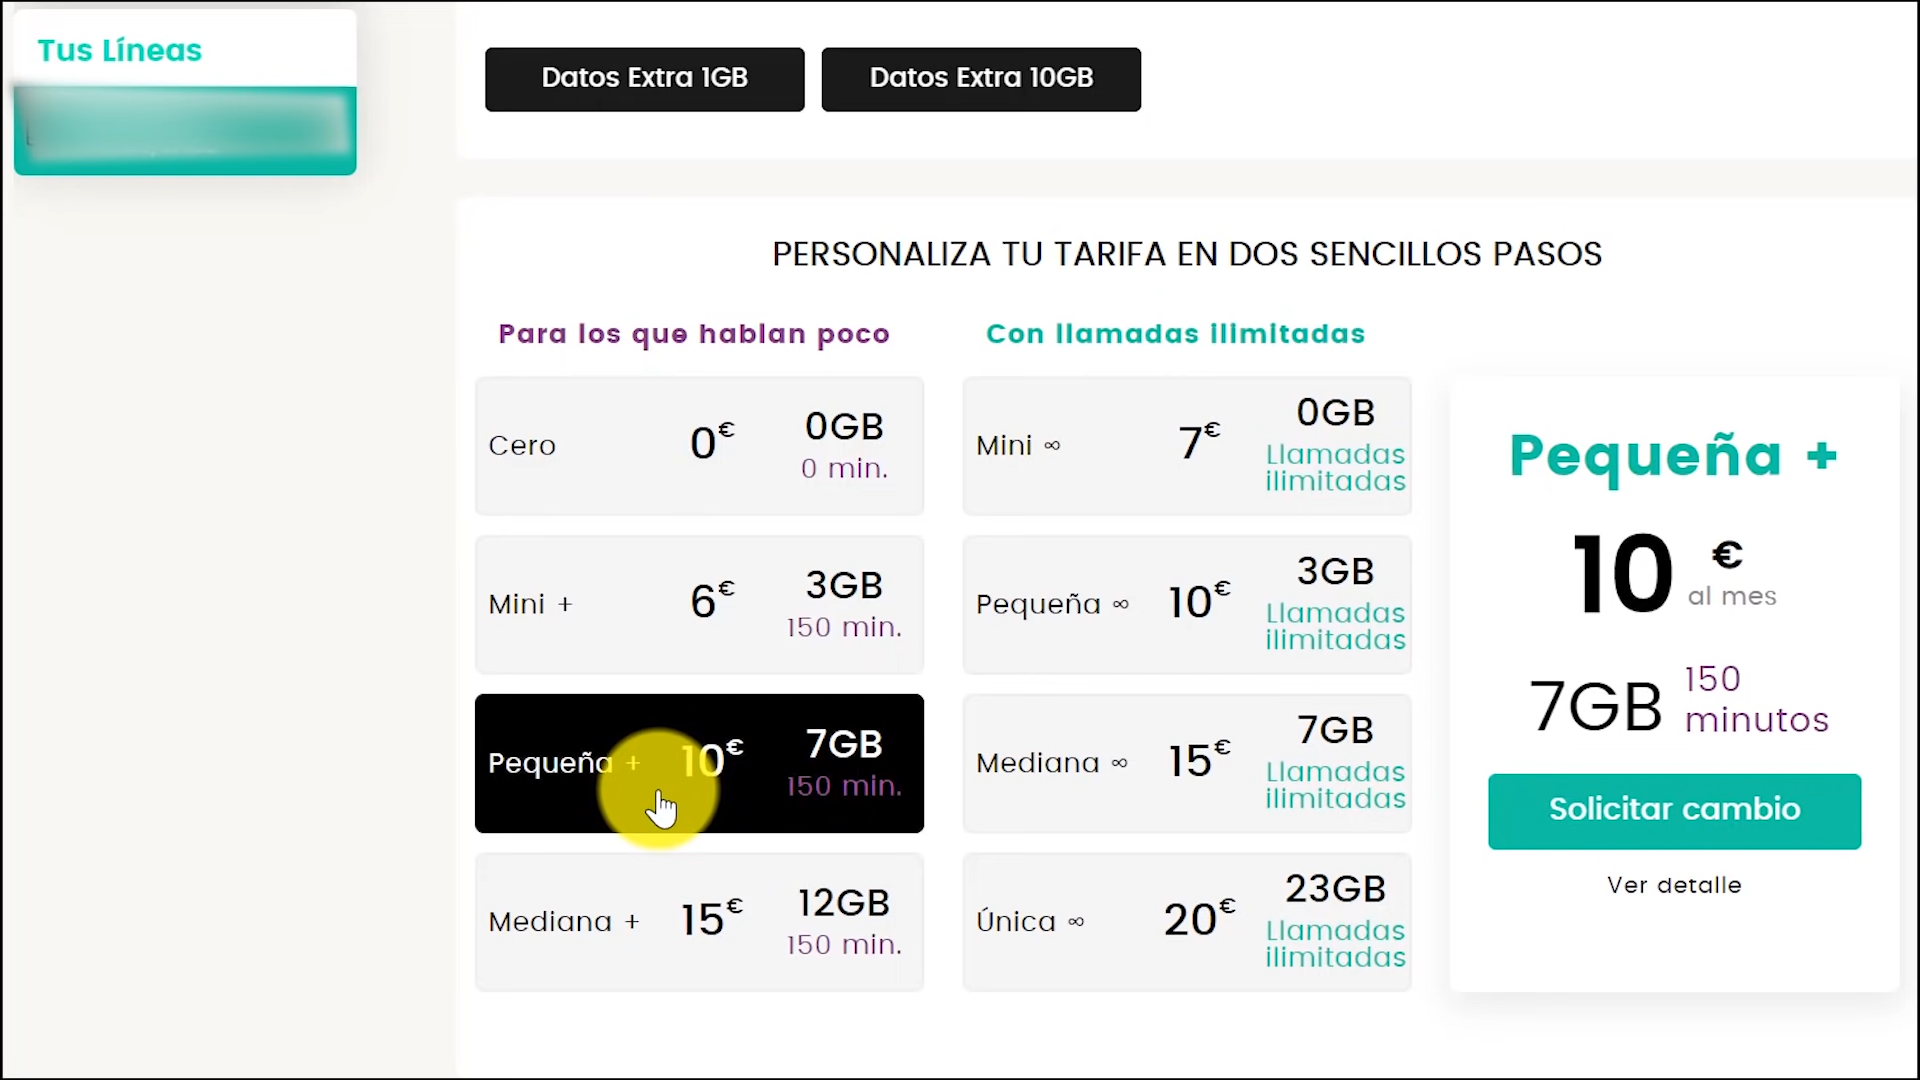 Tus Líneas
Datos Extra 1GB
Datos Extra 10GB
PERSONALIZA TU TARIFA EN DOS SENCILLOS PASOS
Para los que hablan poco
Cero 0€ 0GB
0 min.
Mini + 6€ 3GB
150 min.
Pequeña + 10€ 7GB
150 min.
Mediana + 15€ 12GB
150 min.
Con llamadas ilimitadas
Mini ∞ 7€ 0GB
Llamadas
ilimitadas
Pequeña ∞ 10€ 3GB
Llamadas
ilimitadas
Mediana ∞ 15€ 7GB
Llamadas
ilimitadas
Única ∞ 20€ 23GB
Llamadas
ilimitadas
Pequeña +
10 €
al mes
7GB 150
minutos
Solicitar cambio
Ver detalle